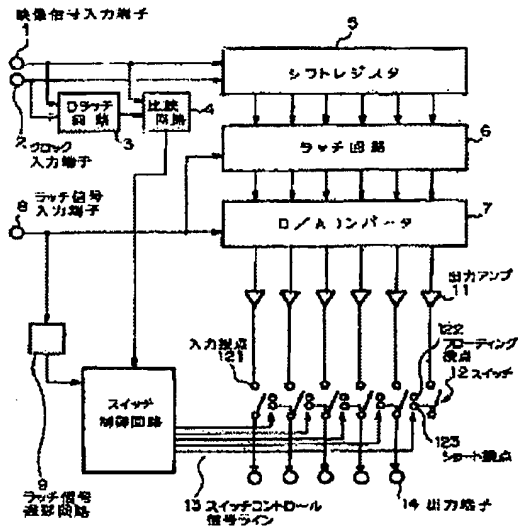 映像信号入力端子
1
5
シフトレジスタ
Dラッチ
回路
比較
回路
4
2
クロック
入力端子
3
6
ラッチ回路
8
ラッチ信号
入力端子
7
D/Aコンバータ
出力アンプ
11
入力接点
121
122
フローティング
接点
12スイッチ
スイッチ
制御回路
123
ショート接点
9
ラッチ信号
遅延回路
13スイッチコントロール
信号ライン
14出力端子